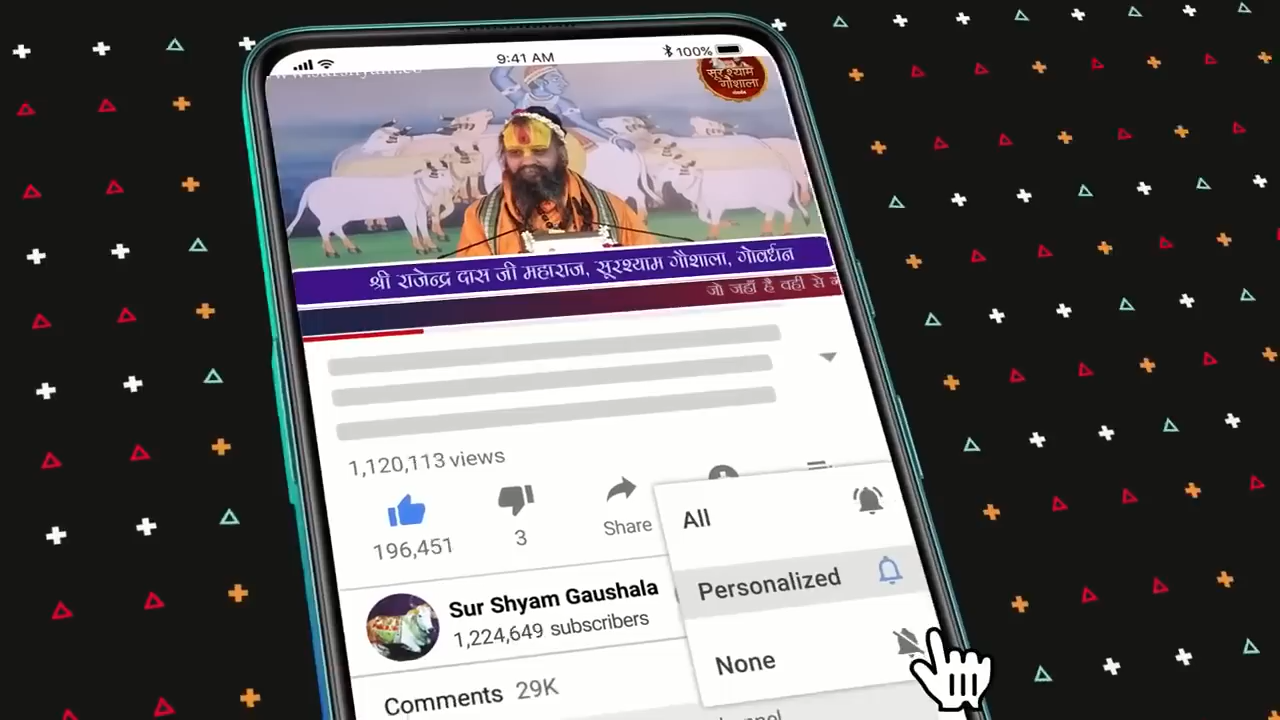 9:41 AM
100%
सूर श्याम
गौशाला
श्री राजेन्द्र दास जी महाराज, सूरश्याम गौशाला, गोवर्धन
जो जहाँ है वहीं से
1,120,113 views
196,451
3
Share
All
Personalized
None
Sur Shyam Gaushala
1,224,649 subscribers
Comments 29K